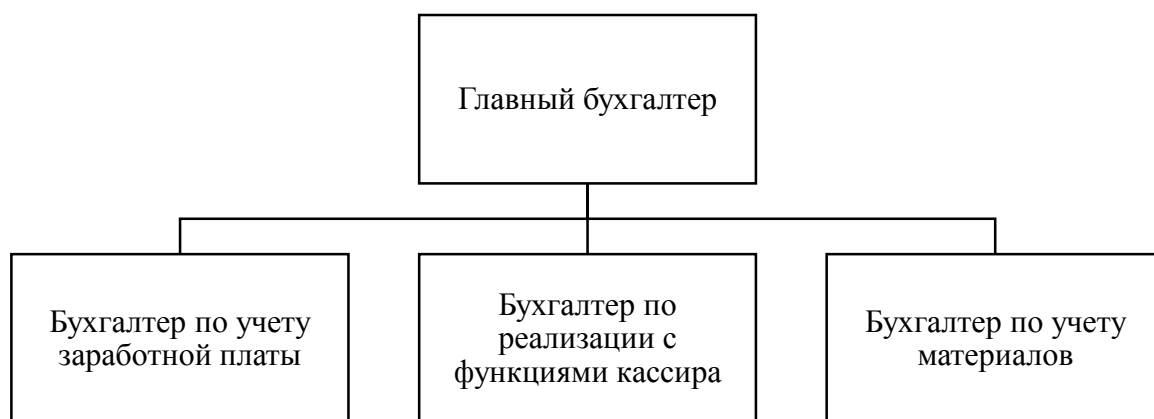 Главный бухгалтер
Бухгалтер по учету
заработной платы
Бухгалтер по
реализации с
функциями кассира
Бухгалтер по учету
материалов